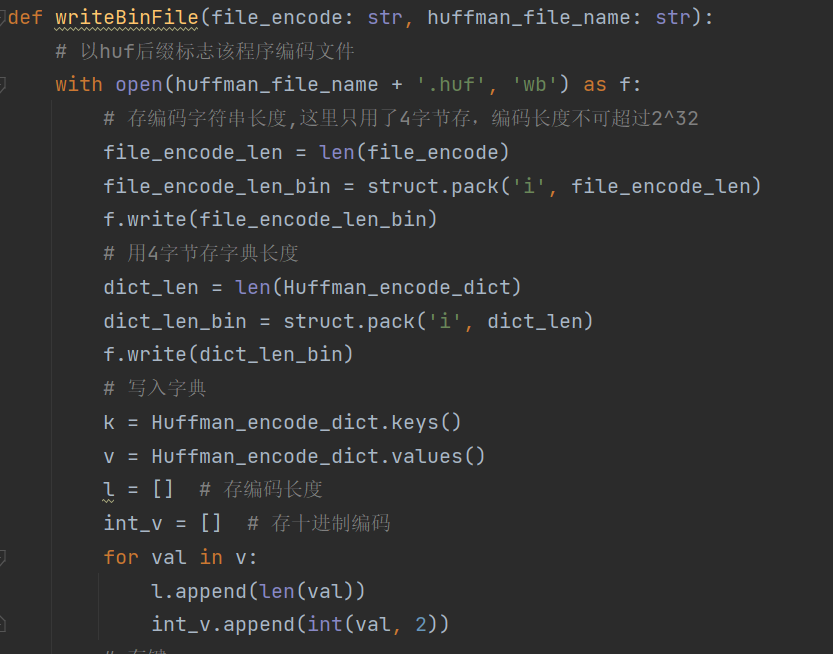 def writeBinFile(file_encode: str, huffman_file_name: str):
    # 以huf后缀标志该程序编码文件
    with open(huffman_file_name + '.huf', 'wb') as f:
        # 存编码字符串长度,这里只用了4字节存，编码长度不可超过2^32
        file_encode_len = len(file_encode)
        file_encode_len_bin = struct.pack('i', file_encode_len)
        f.write(file_encode_len_bin)
        # 用4字节存字典长度
        dict_len = len(Huffman_encode_dict)
        dict_len_bin = struct.pack('i', dict_len)
        f.write(dict_len_bin)
        # 写入字典
        k = Huffman_encode_dict.keys()
        v = Huffman_encode_dict.values()
        l = []  # 存编码长度
        int_v = []  # 存十进制编码
        for val in v:
            l.append(len(val))
            int_v.append(int(val, 2))